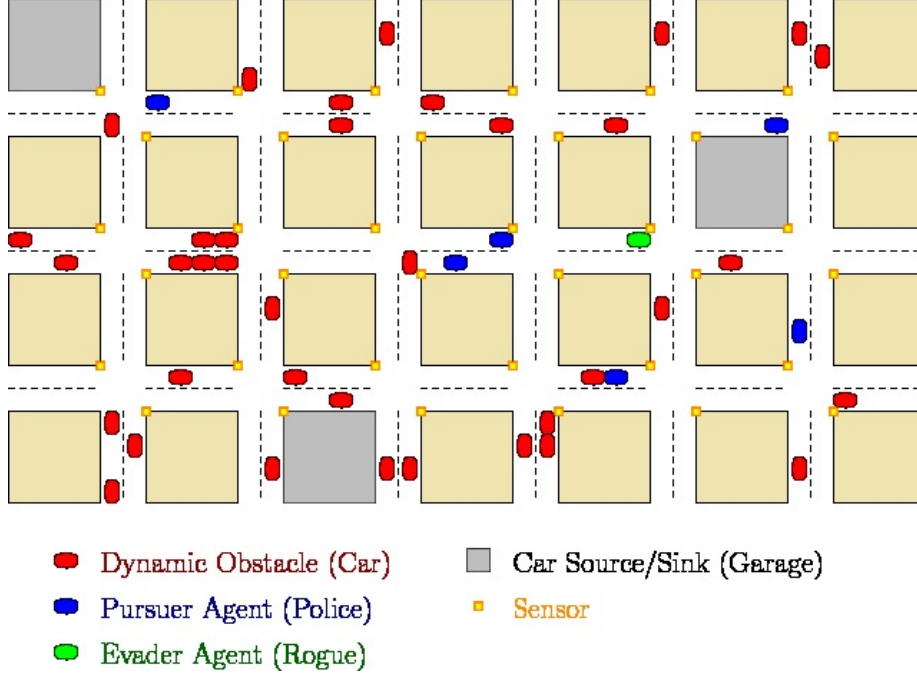 Dynamic Obstacle (Car)
Car Source/Sink (Garage)
Pursuer Agent (Police)
Sensor
Evader Agent (Rogue)